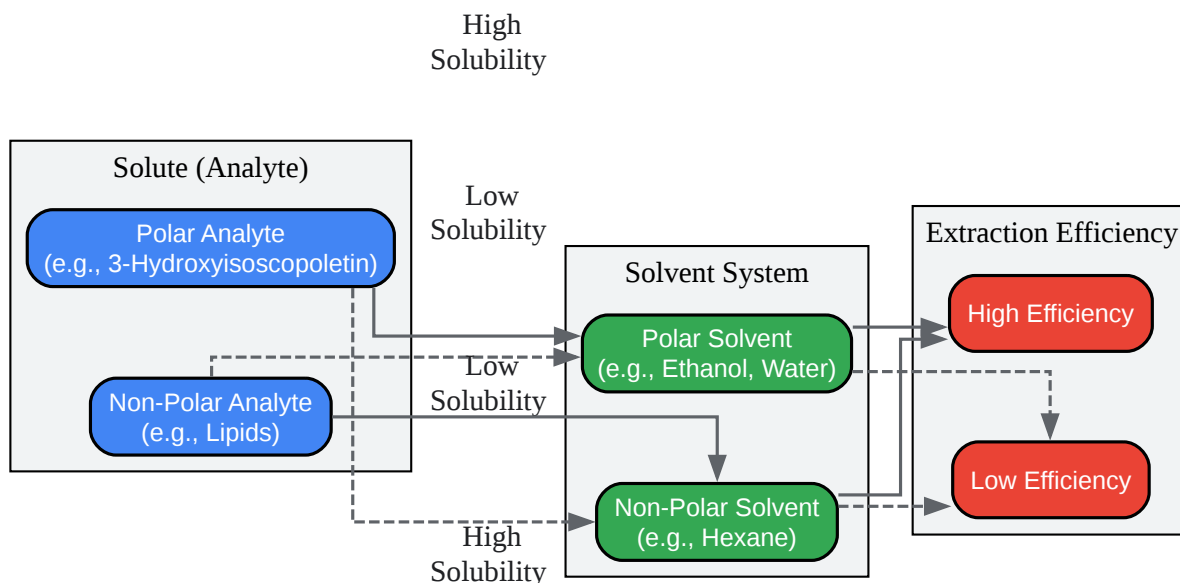 High
Solubility
Solute (Analyte)
Polar Analyte
(e.g., 3-Hydroxyisoscopoletin)
Non-Polar Analyte
(e.g., Lipids)
Low
Solubility
Low
Solubility
High
Solubility
Solvent System
Polar Solvent
(e.g., Ethanol, Water)
Non-Polar Solvent
(e.g., Hexane)
Extraction Efficiency
High Efficiency
Low Efficiency